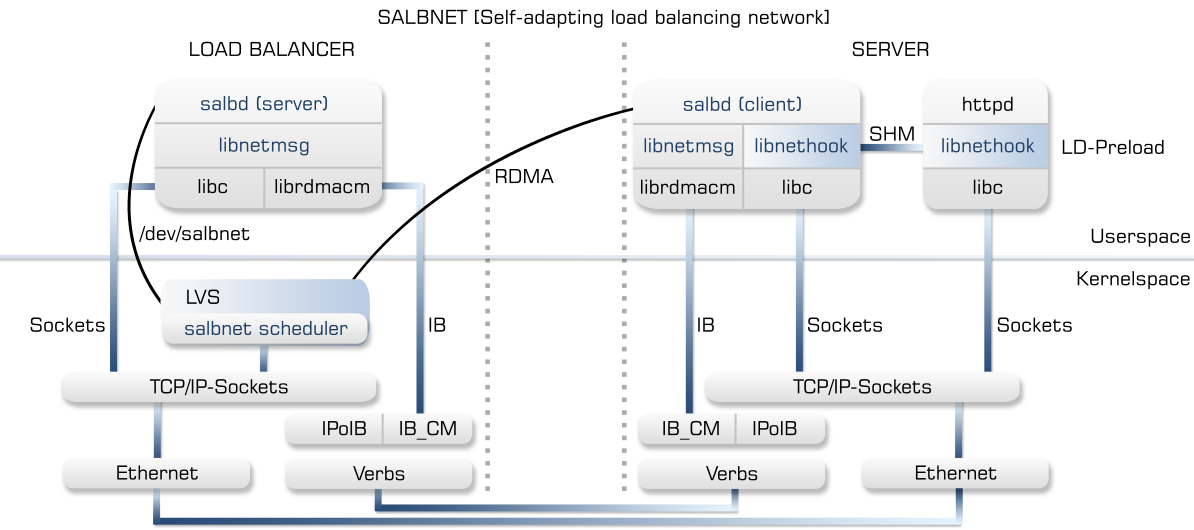 SALBNET [Self-adapting load balancing network]
LOAD BALANCER
SERVER
salbd (server)
libnetmsg
libc
librdmacm
salbd (client)
libnetmsg
libnethook
librdmacm
libc
SHM
httpd
libnethook
libc
LD-Preload
RDMA
/dev/salbnet
Userspace
Kernelspace
LVS
salbnet scheduler
Sockets
IB
IB
Sockets
Sockets
TCP/IP-Sockets
TCP/IP-Sockets
IPoIB
IB_CM
IB_CM
IPoIB
Ethernet
Verbs
Verbs
Ethernet